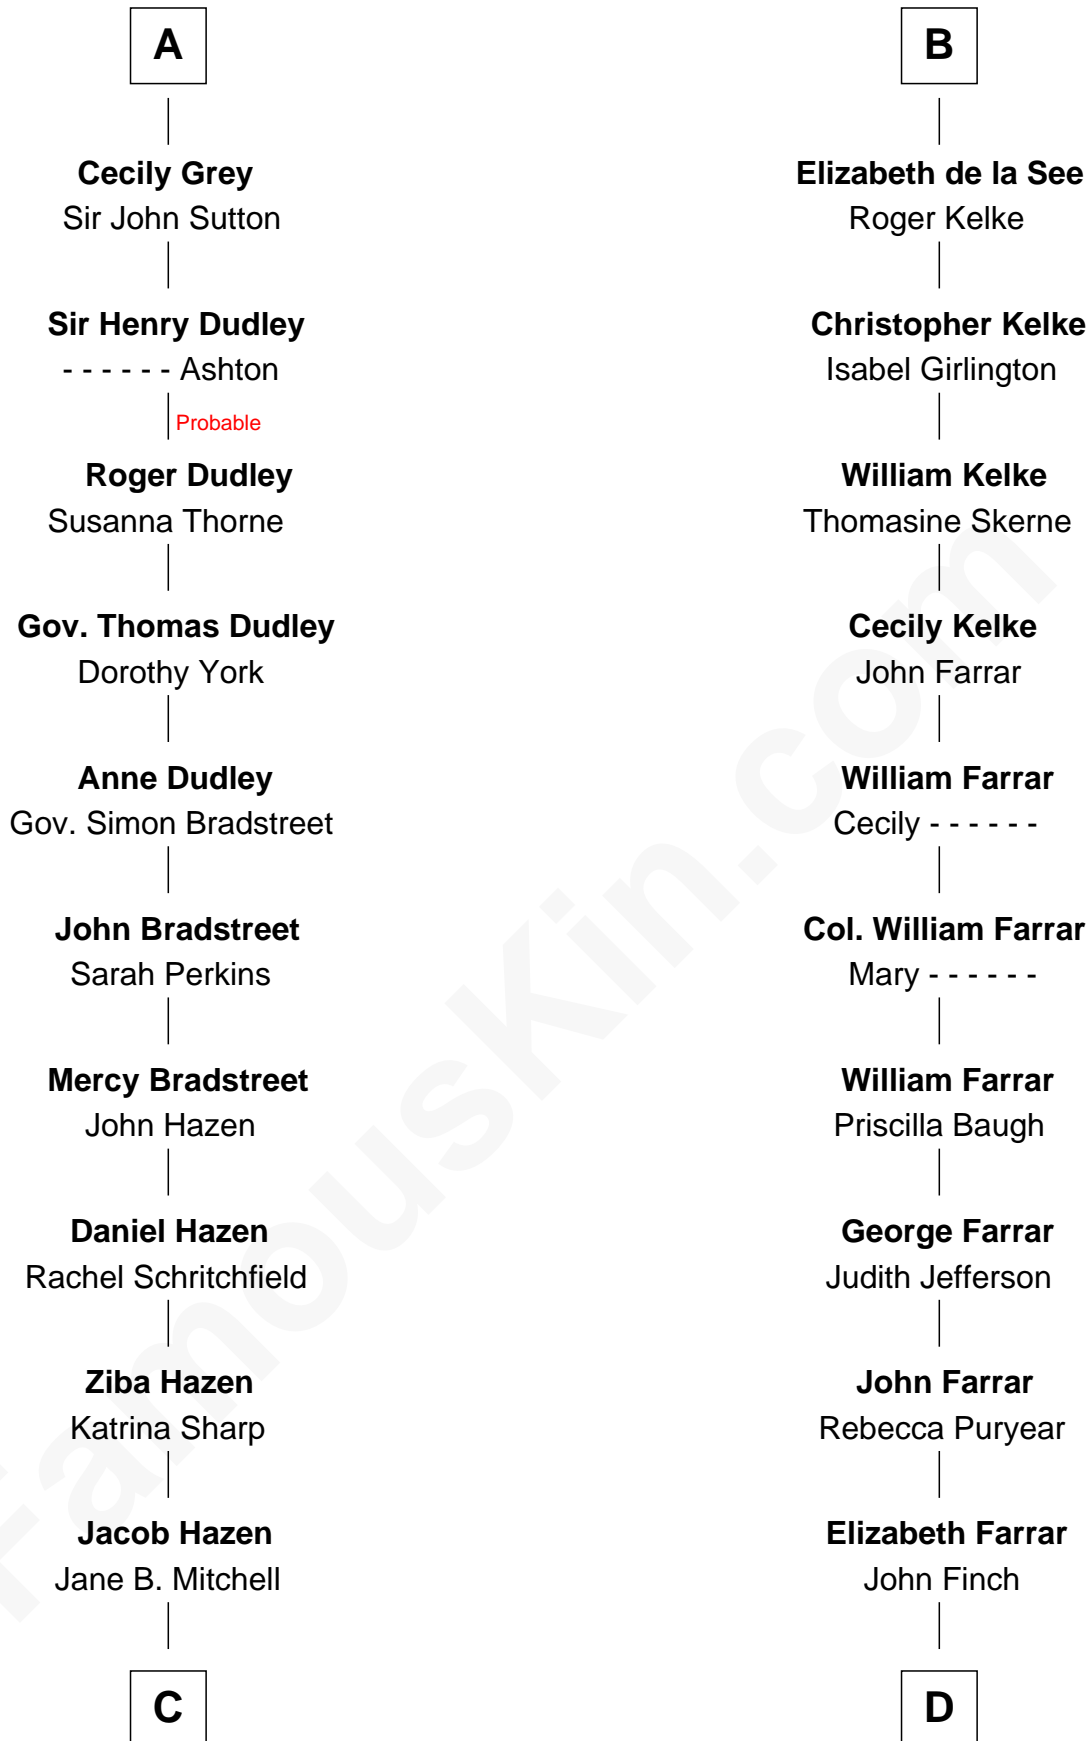 A
Cecily Grey
Sir John Sutton
Sir Henry Dudley
- - - - - - Ashton
Probable
Roger Dudley
Susanna Thorne
Gov. Thomas Dudley
Dorothy York
Anne Dudley
Gov. Simon Bradstreet
John Bradstreet
Sarah Perkins
Mercy Bradstreet
John Hazen
Daniel Hazen
Rachel Schritchfield
Ziba Hazen
Katrina Sharp
Jacob Hazen
Jane B. Mitchell
C
B
Elizabeth de la See
Roger Kelke
Christopher Kelke
Isabel Girlington
William Kelke
Thomasine Skerne
Cecily Kelke
John Farrar
William Farrar
Cecily - - - - - -
Col. William Farrar
Mary - - - - - -
William Farrar
Priscilla Baugh
George Farrar
Judith Jefferson
John Farrar
Rebecca Puryear
Elizabeth Farrar
John Finch
D
FamousKin.com